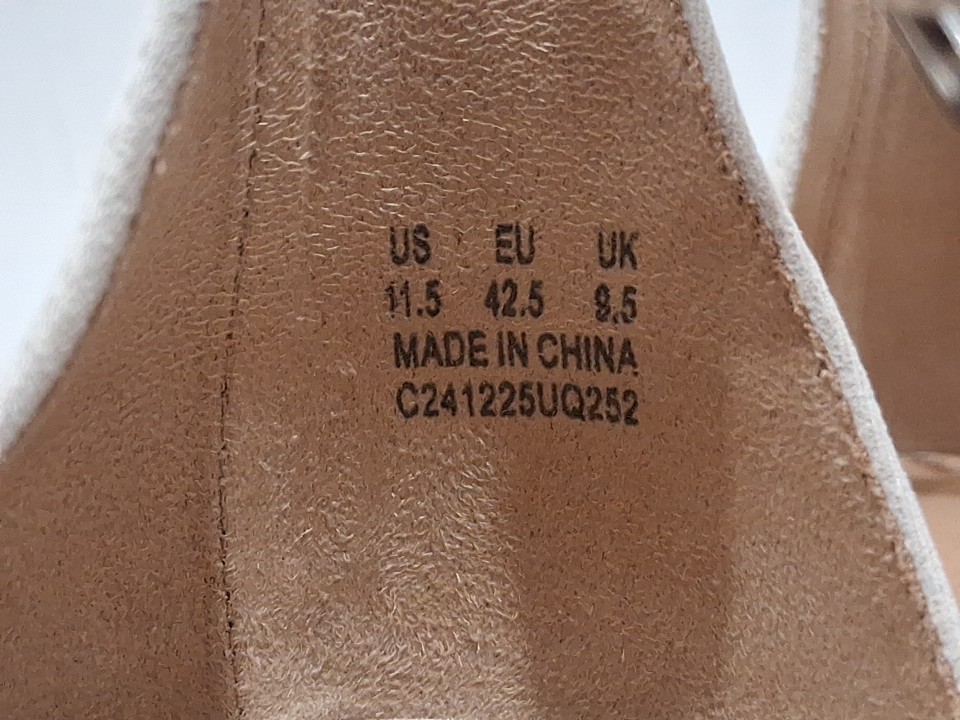 US EU UK
11.5 42.5 9.5
MADE IN CHINA
C241225UQ252